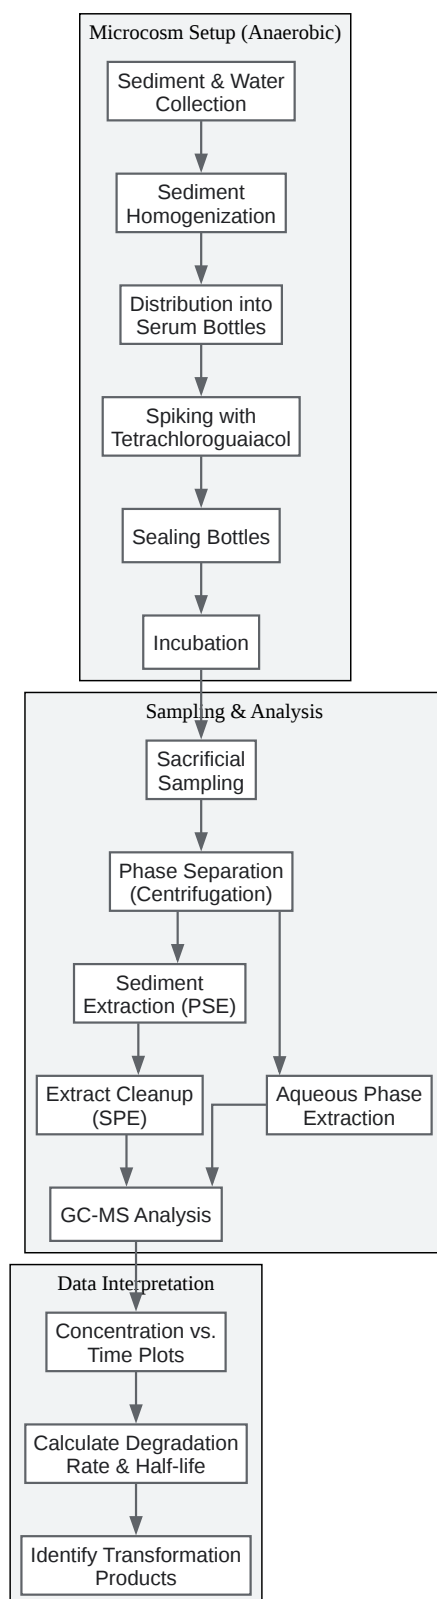 Microcosm Setup (Anaerobic)
Sediment & Water
Collection
Sediment
Homogenization
Distribution into
Serum Bottles
Spiking with
Tetrachloroguaiacol
Sealing Bottles
Incubation
Sampling & Analysis
Sacrificial
Sampling
Phase Separation
(Centrifugation)
Sediment
Extraction (PSE)
Extract Cleanup
(SPE)
Aqueous Phase
Extraction
GC-MS Analysis
Data Interpretation
Concentration vs.
Time Plots
Calculate Degradation
Rate & Half-life
Identify Transformation
Products